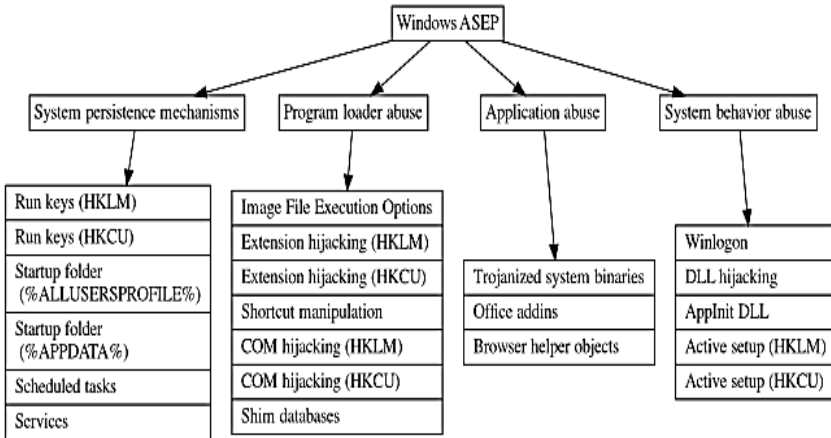 Windows ASEP
System persistence mechanisms
Program loader abuse
Application abuse
System behavior abuse
Run keys (HKLM)
Run keys (HKCU)
Startup folder
(%ALLUSERSPROFILE%)
Startup folder
(%APPDATA%)
Scheduled tasks
Services
Image File Execution Options
Extension hijacking (HKLM)
Extension hijacking (HKCU)
Shortcut manipulation
COM hijacking (HKLM)
COM hijacking (HKCU)
Shim databases
Trojanized system binaries
Office addins
Browser helper objects
Winlogon
DLL hijacking
AppInit DLL
Active setup (HKLM)
Active setup (HKCU)